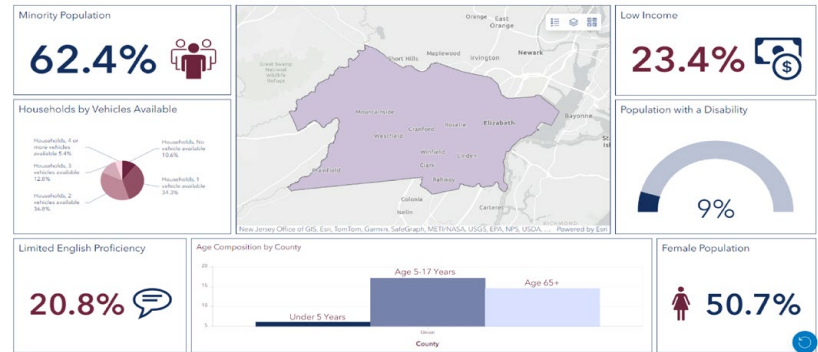 Minority Population
62.4%
Households by Vehicles Available
Households, 4 or
more vehicles
available 5.4%
Households, 3
vehicles available
12.8%
Households, 2
vehicles available
36.8%
Households, No
vehicle available
10.6%
Households, 1
vehicle available
34.3%
Orange
East
Orange
Newark
Maplewood
Irvington
Short Hills
Great Swamp
National
Wildlife
Refuge
Mountainside
Bayonne
Cranford
Roselle
Elizabeth
Westfield
Winfield
Linden
Clark
Rahway
Plainfield
Colonia
Iselin
Carteret
RICHMOND
New Jersey Office of GIS, Esri, TomTom, Garmin, SafeGraph, METI/NASA, USGS, EPA, NPS, USDA, ...
Powered by Esri
Low Income
23.4%
$
Population with a Disability
9%
Limited English Proficiency
20.8%
Age Composition by County
20
15
10
5
Under 5 Years
Age 5-17 Years
Age 65+
County
Female Population
50.7%